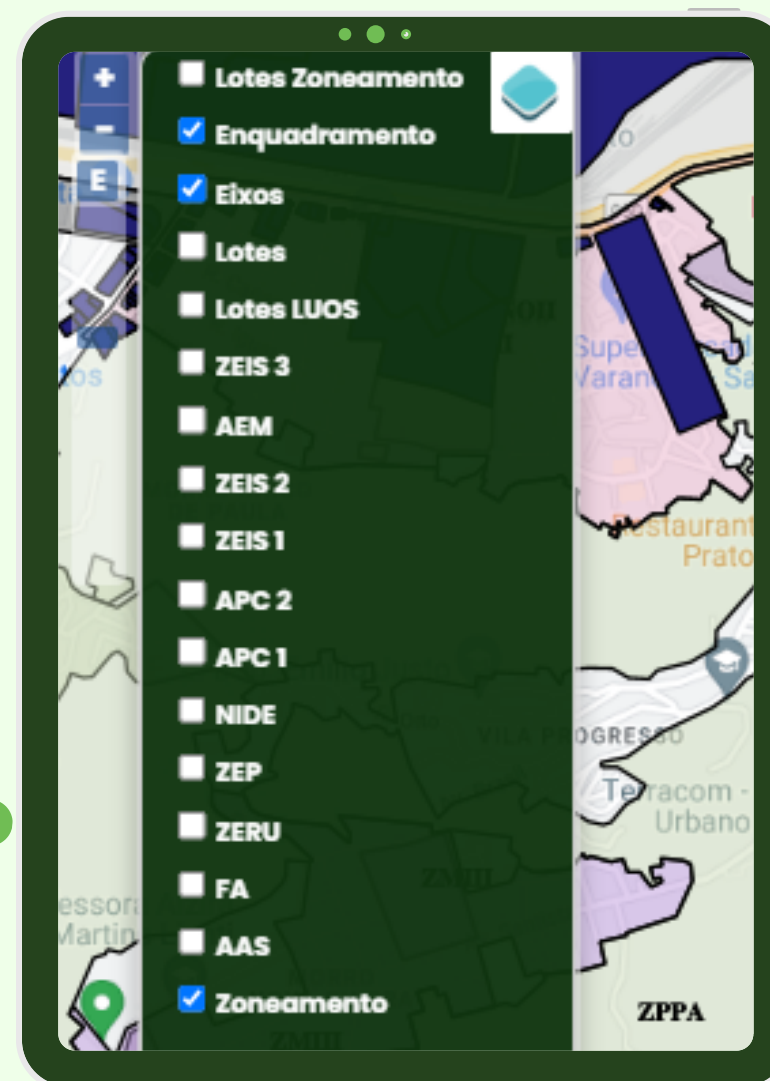 +
Lotes Zoneamento
−
Enquadramento
E
Eixos
Lotes
Lotes LUOS
ZEIS 3
AEM
ZEIS 2
ZEIS 1
APC 2
APC 1
NIDE
ZEP
ZERU
FA
AAS
Zoneamento
VILA PROGRESSO
Terracom -
Urbano
Restaurant
Prato
ZMIII
ZPPA
ZMIII